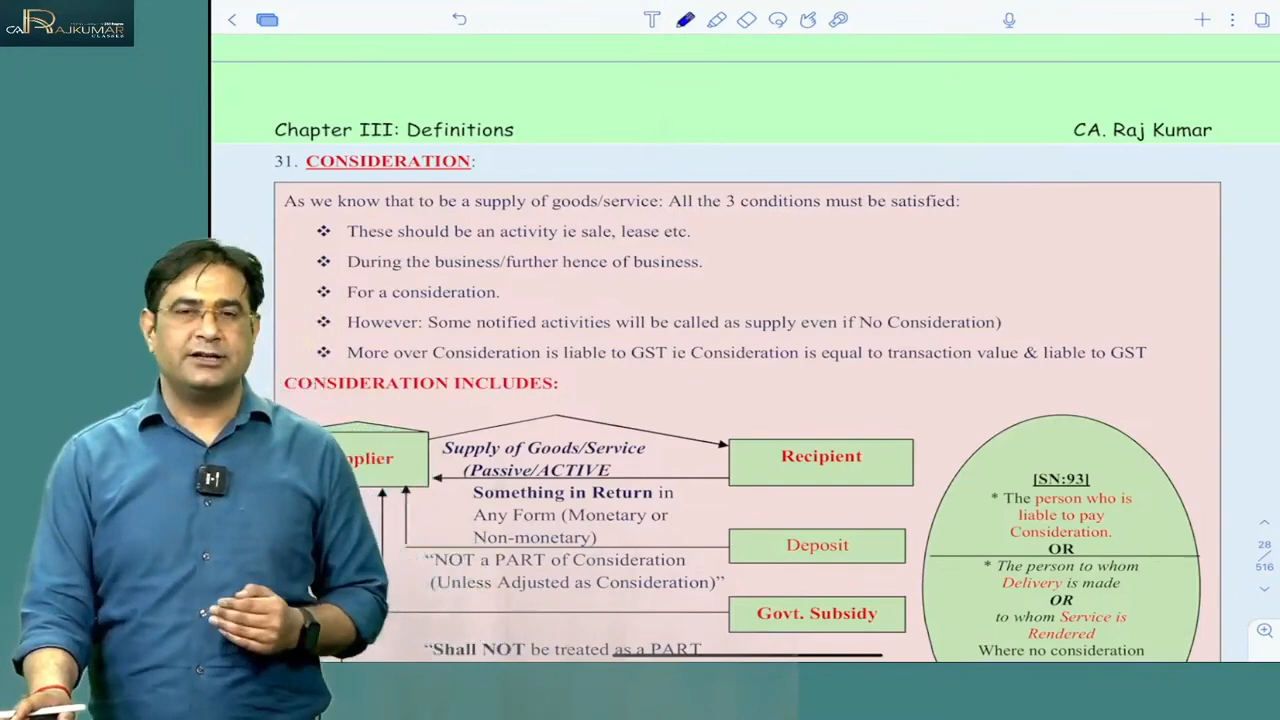 RAJKUMAR
CLASSES
Chapter III: Definitions
CA. Raj Kumar
31. CONSIDERATION:
As we know that to be a supply of goods/service: All the 3 conditions must be satisfied:
❖ These should be an activity ie sale, lease etc.
❖ During the business/further hence of business.
❖ For a consideration.
❖ However: Some notified activities will be called as supply even if No Consideration)
❖ More over Consideration is liable to GST ie Consideration is equal to transaction value & liable to GST
CONSIDERATION INCLUDES:
plier
Supply of Goods/Service
(Passive/ACTIVE
Something in Return in
Any Form (Monetary or
Non-monetary)
Recipient
Deposit
"NOT a PART of Consideration
(Unless Adjusted as Consideration)"
Govt. Subsidy
"Shall NOT be treated as a PART
[SN:93]
* The person who is
liable to pay
Consideration.
OR
* The person to whom
Delivery is made
OR
to whom Service is
Rendered
Where no consideration
28
516